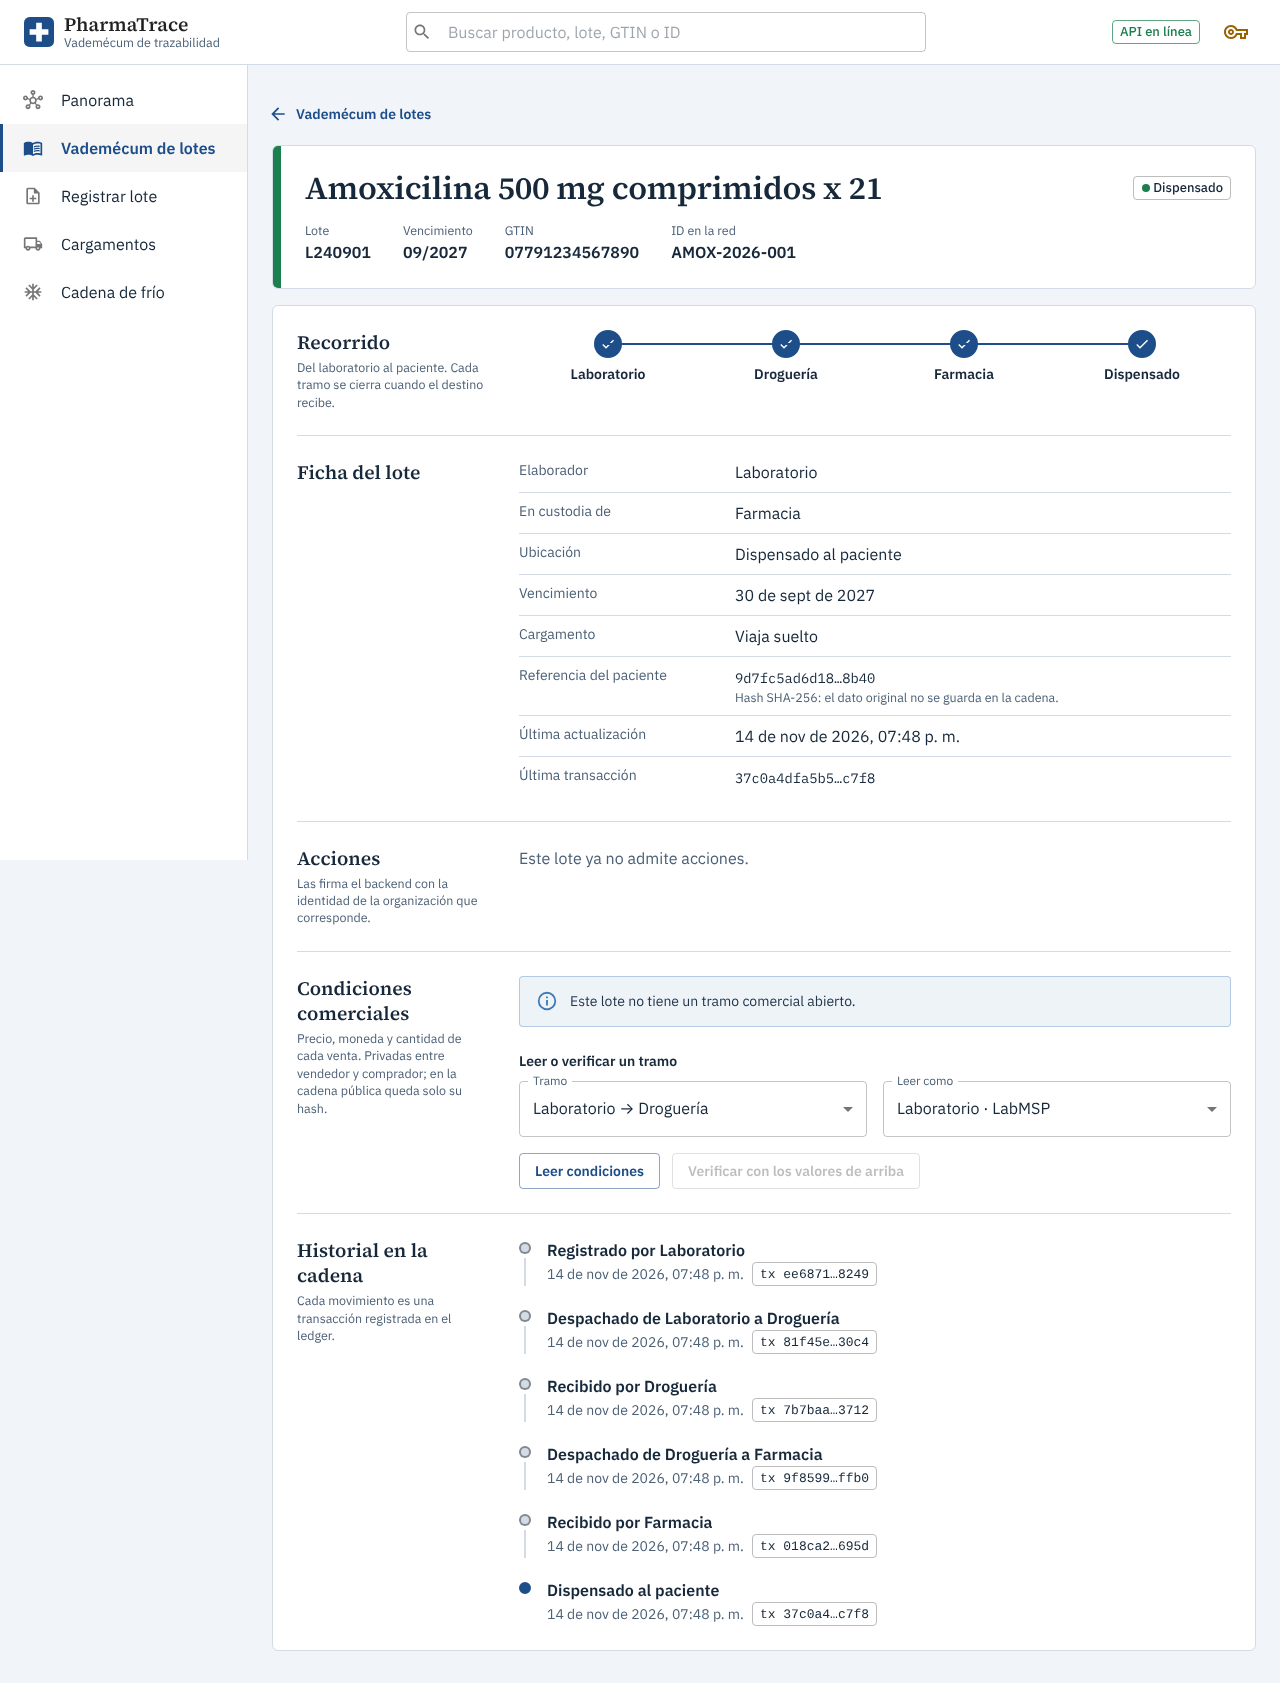 PharmaTrace
Vademécum de trazabilidad
Buscar producto, lote, GTIN o ID
API en línea
Panorama
Vademécum de lotes
Registrar lote
Cargamentos
Cadena de frío
Vademécum de lotes
Amoxicilina 500 mg comprimidos x 21
Dispensado
Lote
L240901
Vencimiento
09/2027
GTIN
07791234567890
ID en la red
AMOX-2026-001
Recorrido
Del laboratorio al paciente. Cada
tramo se cierra cuando el destino
recibe.
Laboratorio
Droguería
Farmacia
Dispensado
Ficha del lote
Elaborador
Laboratorio
En custodia de
Farmacia
Ubicación
Dispensado al paciente
Vencimiento
30 de sept de 2027
Cargamento
Viaja suelto
Referencia del paciente
9d7fc5ad6d18…8b40
Hash SHA-256: el dato original no se guarda en la cadena.
Última actualización
14 de nov de 2026, 07:48 p. m.
Última transacción
37c0a4dfa5b5…c7f8
Acciones
Las firma el backend con la
identidad de la organización que
corresponde.
Este lote ya no admite acciones.
Condiciones
comerciales
Precio, moneda y cantidad de
cada venta. Privadas entre
vendedor y comprador; en la
cadena pública queda solo su
hash.
Este lote no tiene un tramo comercial abierto.
Leer o verificar un tramo
Tramo
Laboratorio → Droguería
Leer como
Laboratorio · LabMSP
Leer condiciones
Verificar con los valores de arriba
Historial en la
cadena
Cada movimiento es una
transacción registrada en el
ledger.
Registrado por Laboratorio
14 de nov de 2026, 07:48 p. m. tx ee6871…8249
Despachado de Laboratorio a Droguería
14 de nov de 2026, 07:48 p. m. tx 81f45e…30c4
Recibido por Droguería
14 de nov de 2026, 07:48 p. m. tx 7b7baa…3712
Despachado de Droguería a Farmacia
14 de nov de 2026, 07:48 p. m. tx 9f8599…ffb0
Recibido por Farmacia
14 de nov de 2026, 07:48 p. m. tx 018ca2…695d
Dispensado al paciente
14 de nov de 2026, 07:48 p. m. tx 37c0a4…c7f8